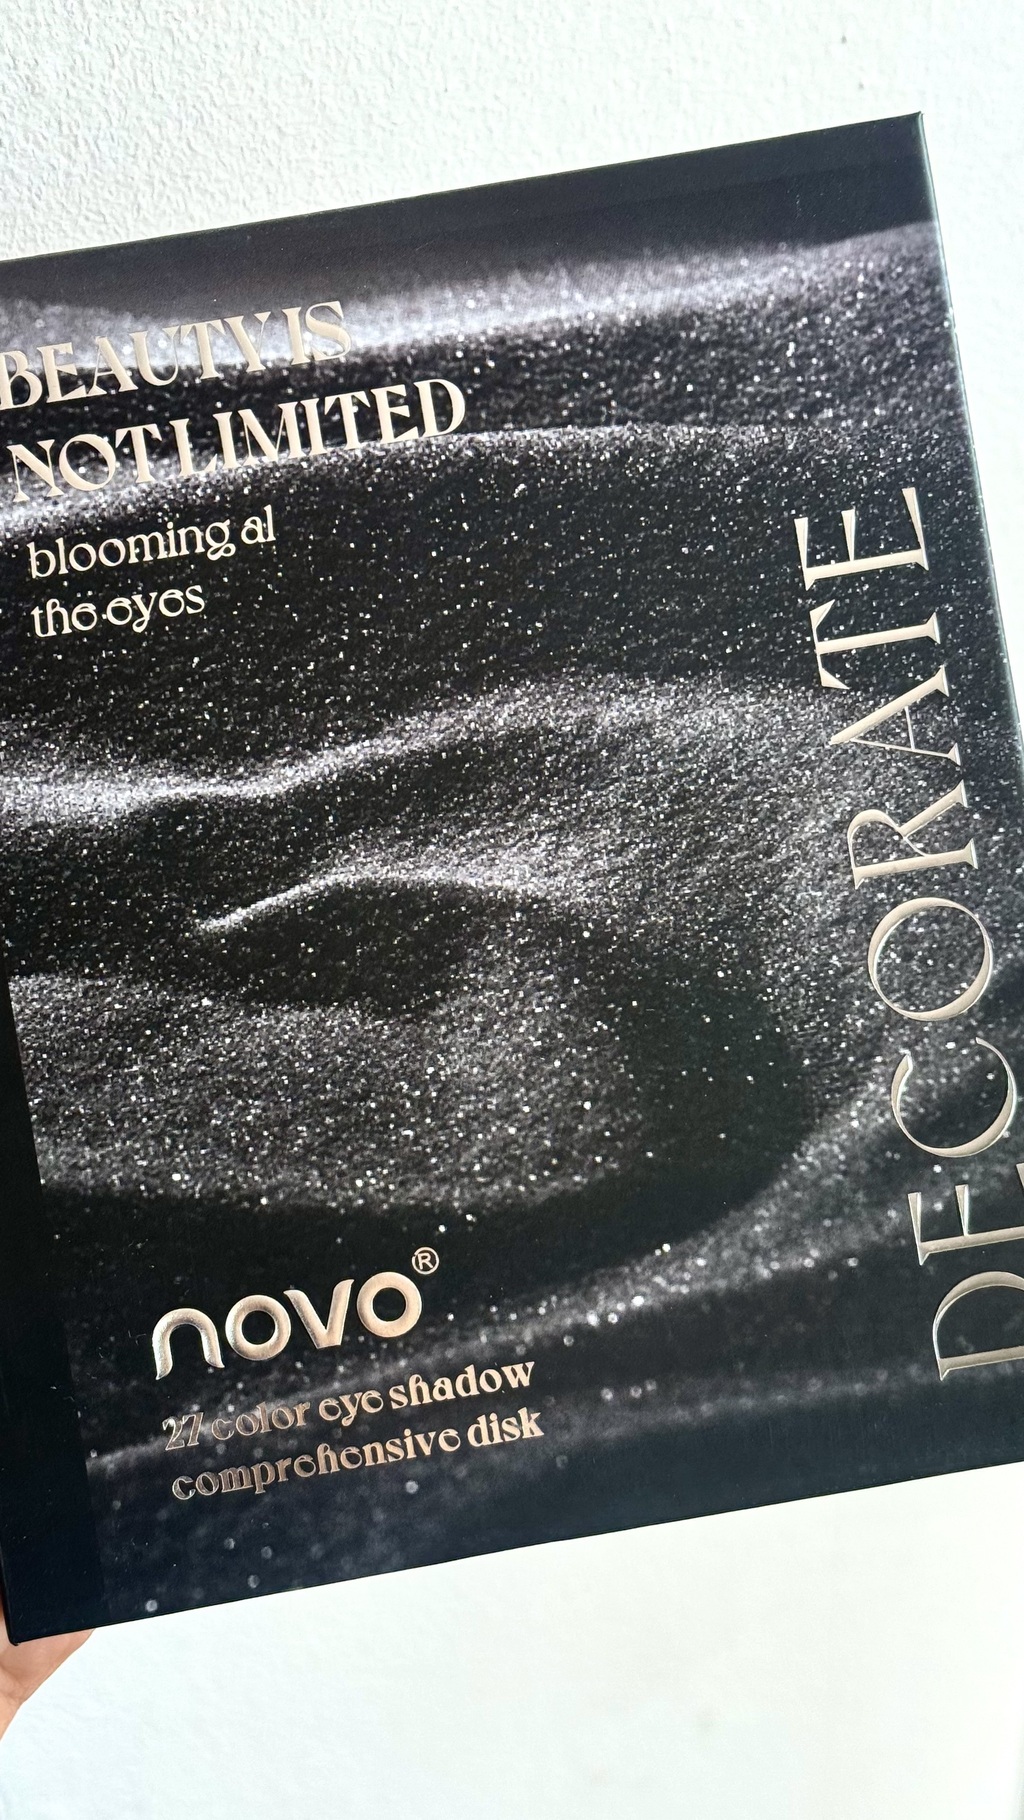 BEAUTY IS
NOT LIMITED
blooming al
the eyes
DECORATE
novo®
27 color eye shadow
comprehensive disk